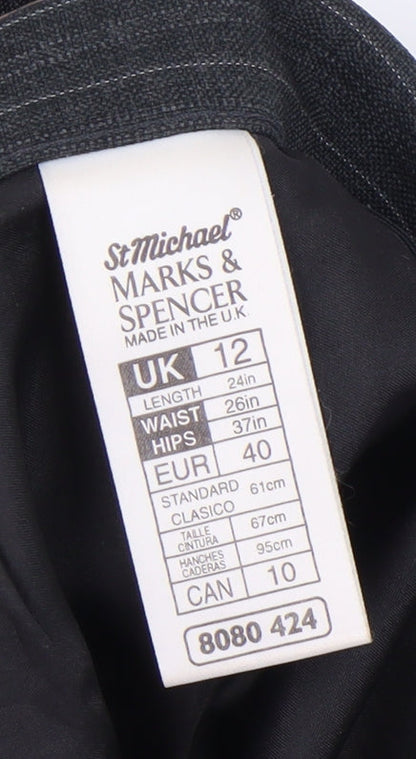 St Michael®
MARKS &
SPENCER
MADE IN THE U.K.
UK 12
LENGTH 24in
WAIST 26in
HIPS 37in
EUR 40
STANDARD 61cm
CLASICO
TAILLE 67cm
CINTURA
HANCHES 95cm
CADERAS
CAN 10
8080 424